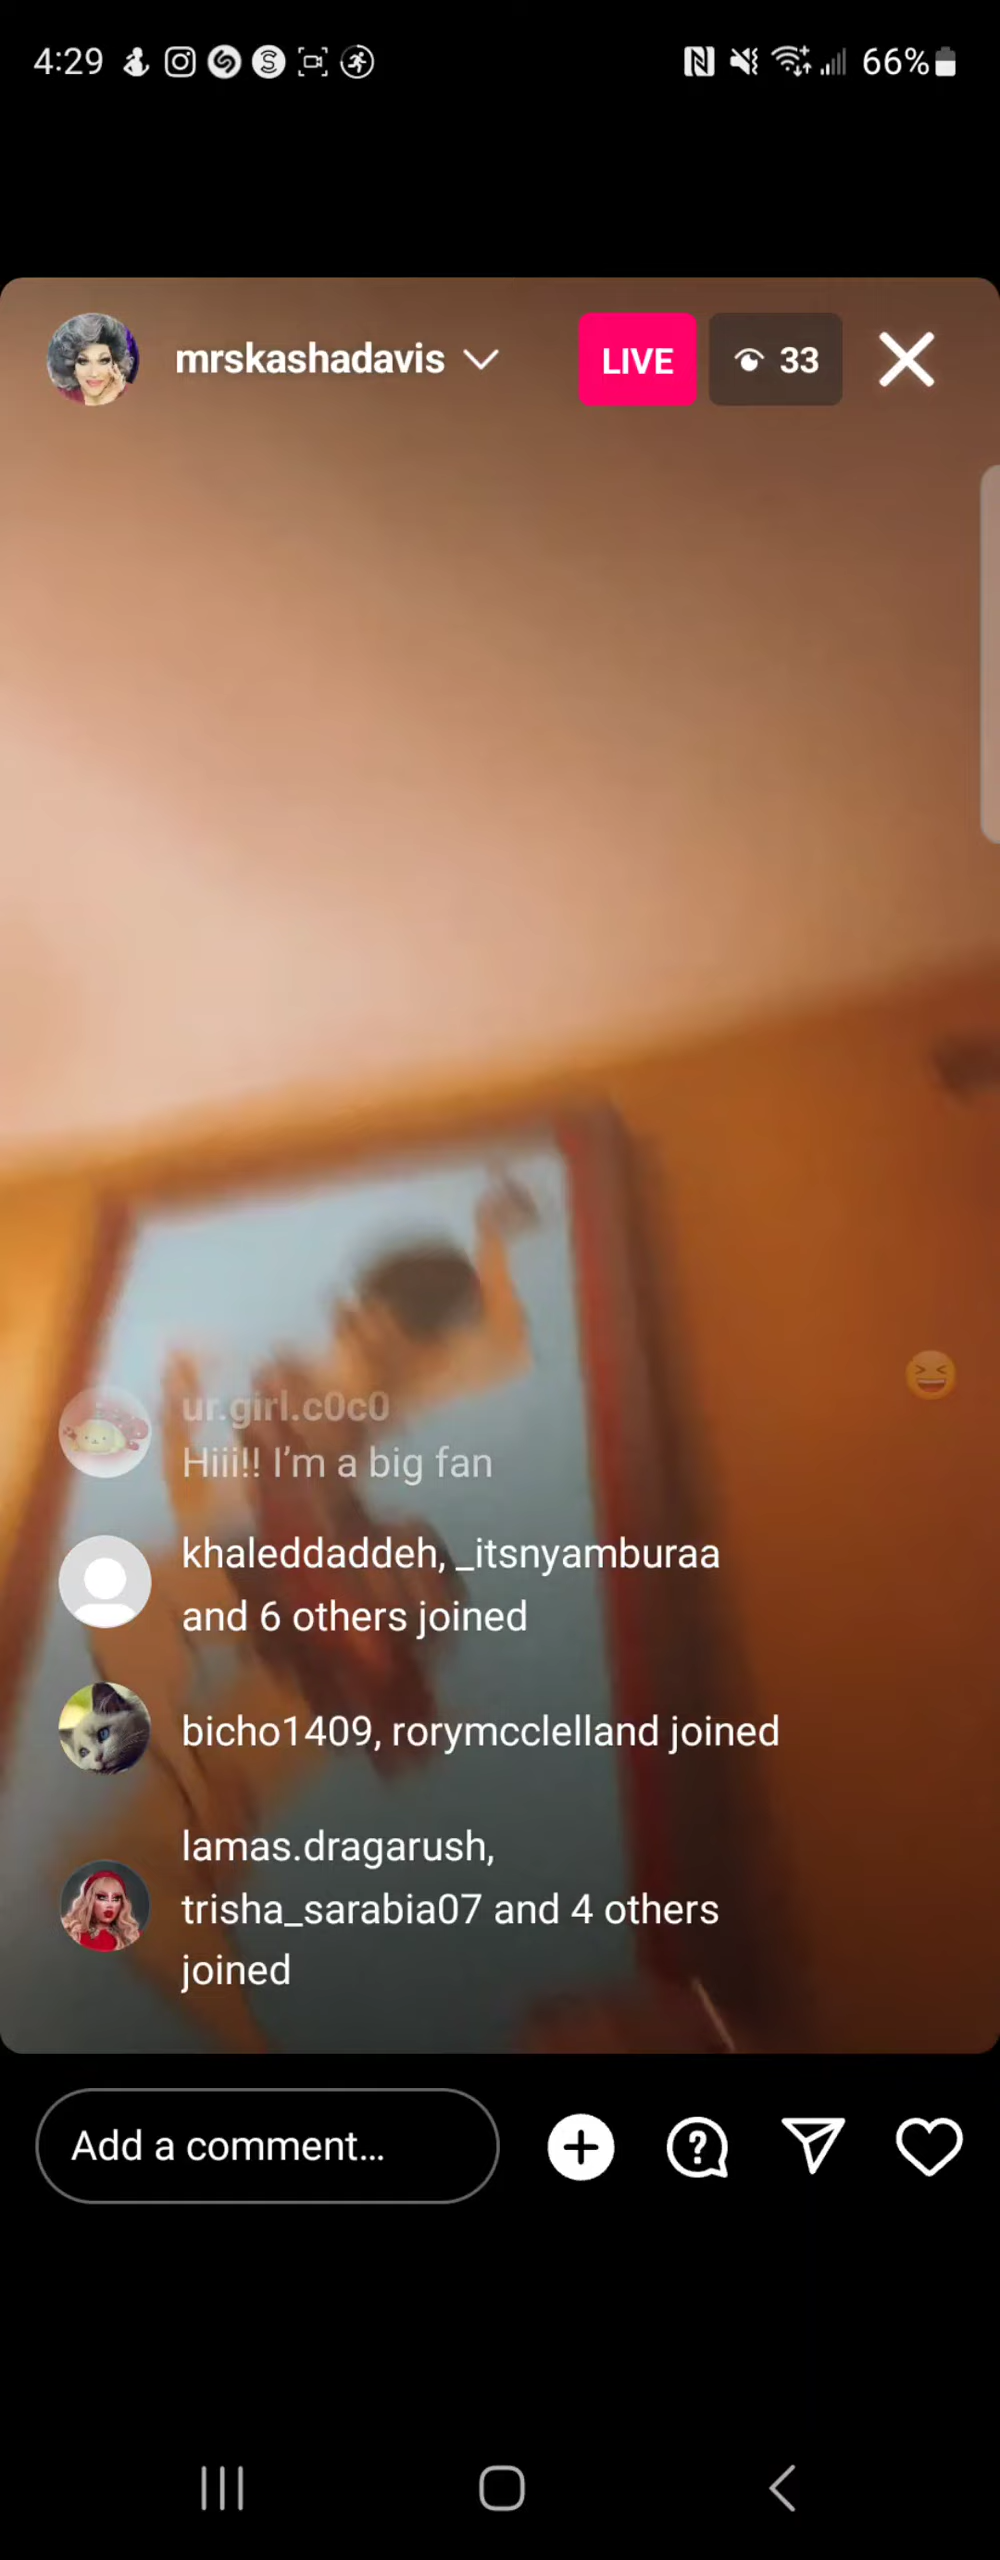 4:29
66%
mrskashadavis
LIVE
33
ur.girl.c0c0
Hiii!! I’m a big fan
khaleddaddeh, _itsnyamburaa
and 6 others joined
bicho1409, rorymcclelland joined
lamas.dragarush,
trisha_sarabia07 and 4 others
joined
Add a comment...